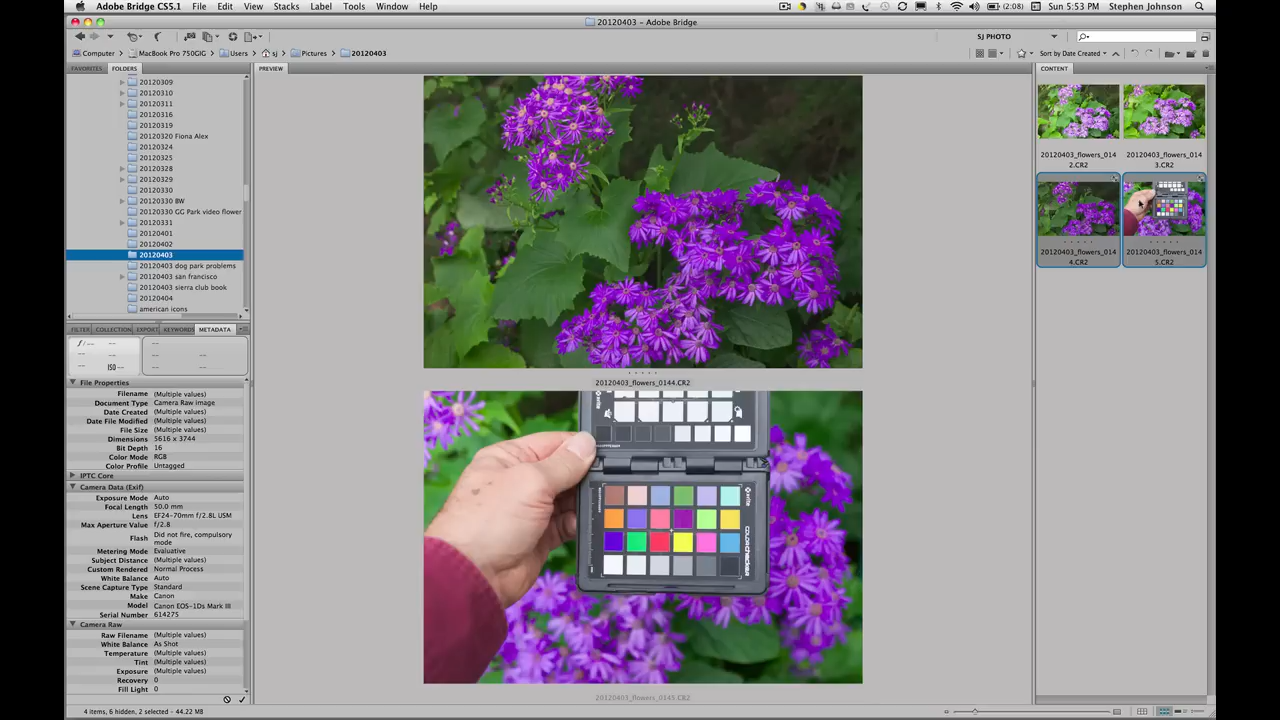 Adobe Bridge CS5.1 File Edit View Stacks Label Tools Window Help (2:08) Sun 5:53 PM Stephen Johnson
20120403 – Adobe Bridge
SJ PHOTO
Computer MacBook Pro 750GIG Users sj Pictures 20120403
Sort by Date Created
FAVORITES FOLDERS
PREVIEW
CONTENT
20120309
20120310
20120311
20120316
20120319
20120320 Fiona Alex
20120324
20120325
20120328
20120329
20120330
20120330 BW
20120330 GG Park video flower
20120331
20120401
20120402
20120403
20120403 dog park problems
20120403 san francisco
20120403 sierra club book
20120404
american icons
FILTER COLLECTION EXPORT KEYWORDS METADATA
f/ -- --
-- --
-- ISO --
--
-- --
--
File Properties
Filename (Multiple values)
Document Type Camera Raw image
Date Created (Multiple values)
Date File Modified (Multiple values)
File Size (Multiple values)
Dimensions 5616 x 3744
Bit Depth 16
Color Mode RGB
Color Profile Untagged
IPTC Core
Camera Data (Exif)
Exposure Mode Auto
Focal Length 50.0 mm
Lens EF24-70mm f/2.8L USM
Max Aperture Value f/2.8
Flash Did not fire, compulsory
mode
Metering Mode Evaluative
Subject Distance (Multiple values)
Custom Rendered Normal Process
White Balance Auto
Scene Capture Type Standard
Make Canon
Model Canon EOS-1Ds Mark III
Serial Number 614275
Camera Raw
Raw Filename (Multiple values)
White Balance As Shot
Temperature (Multiple values)
Tint (Multiple values)
Exposure (Multiple values)
Recovery 0
Fill Light 0
4 items, 6 hidden, 2 selected - 44.22 MB
20120403_flowers_0144.CR2
x-rite
x-rite
colorchecker
20120403_flowers_0145.CR2
20120403_flowers_014
2.CR2
20120403_flowers_014
3.CR2
20120403_flowers_014
4.CR2
20120403_flowers_014
5.CR2